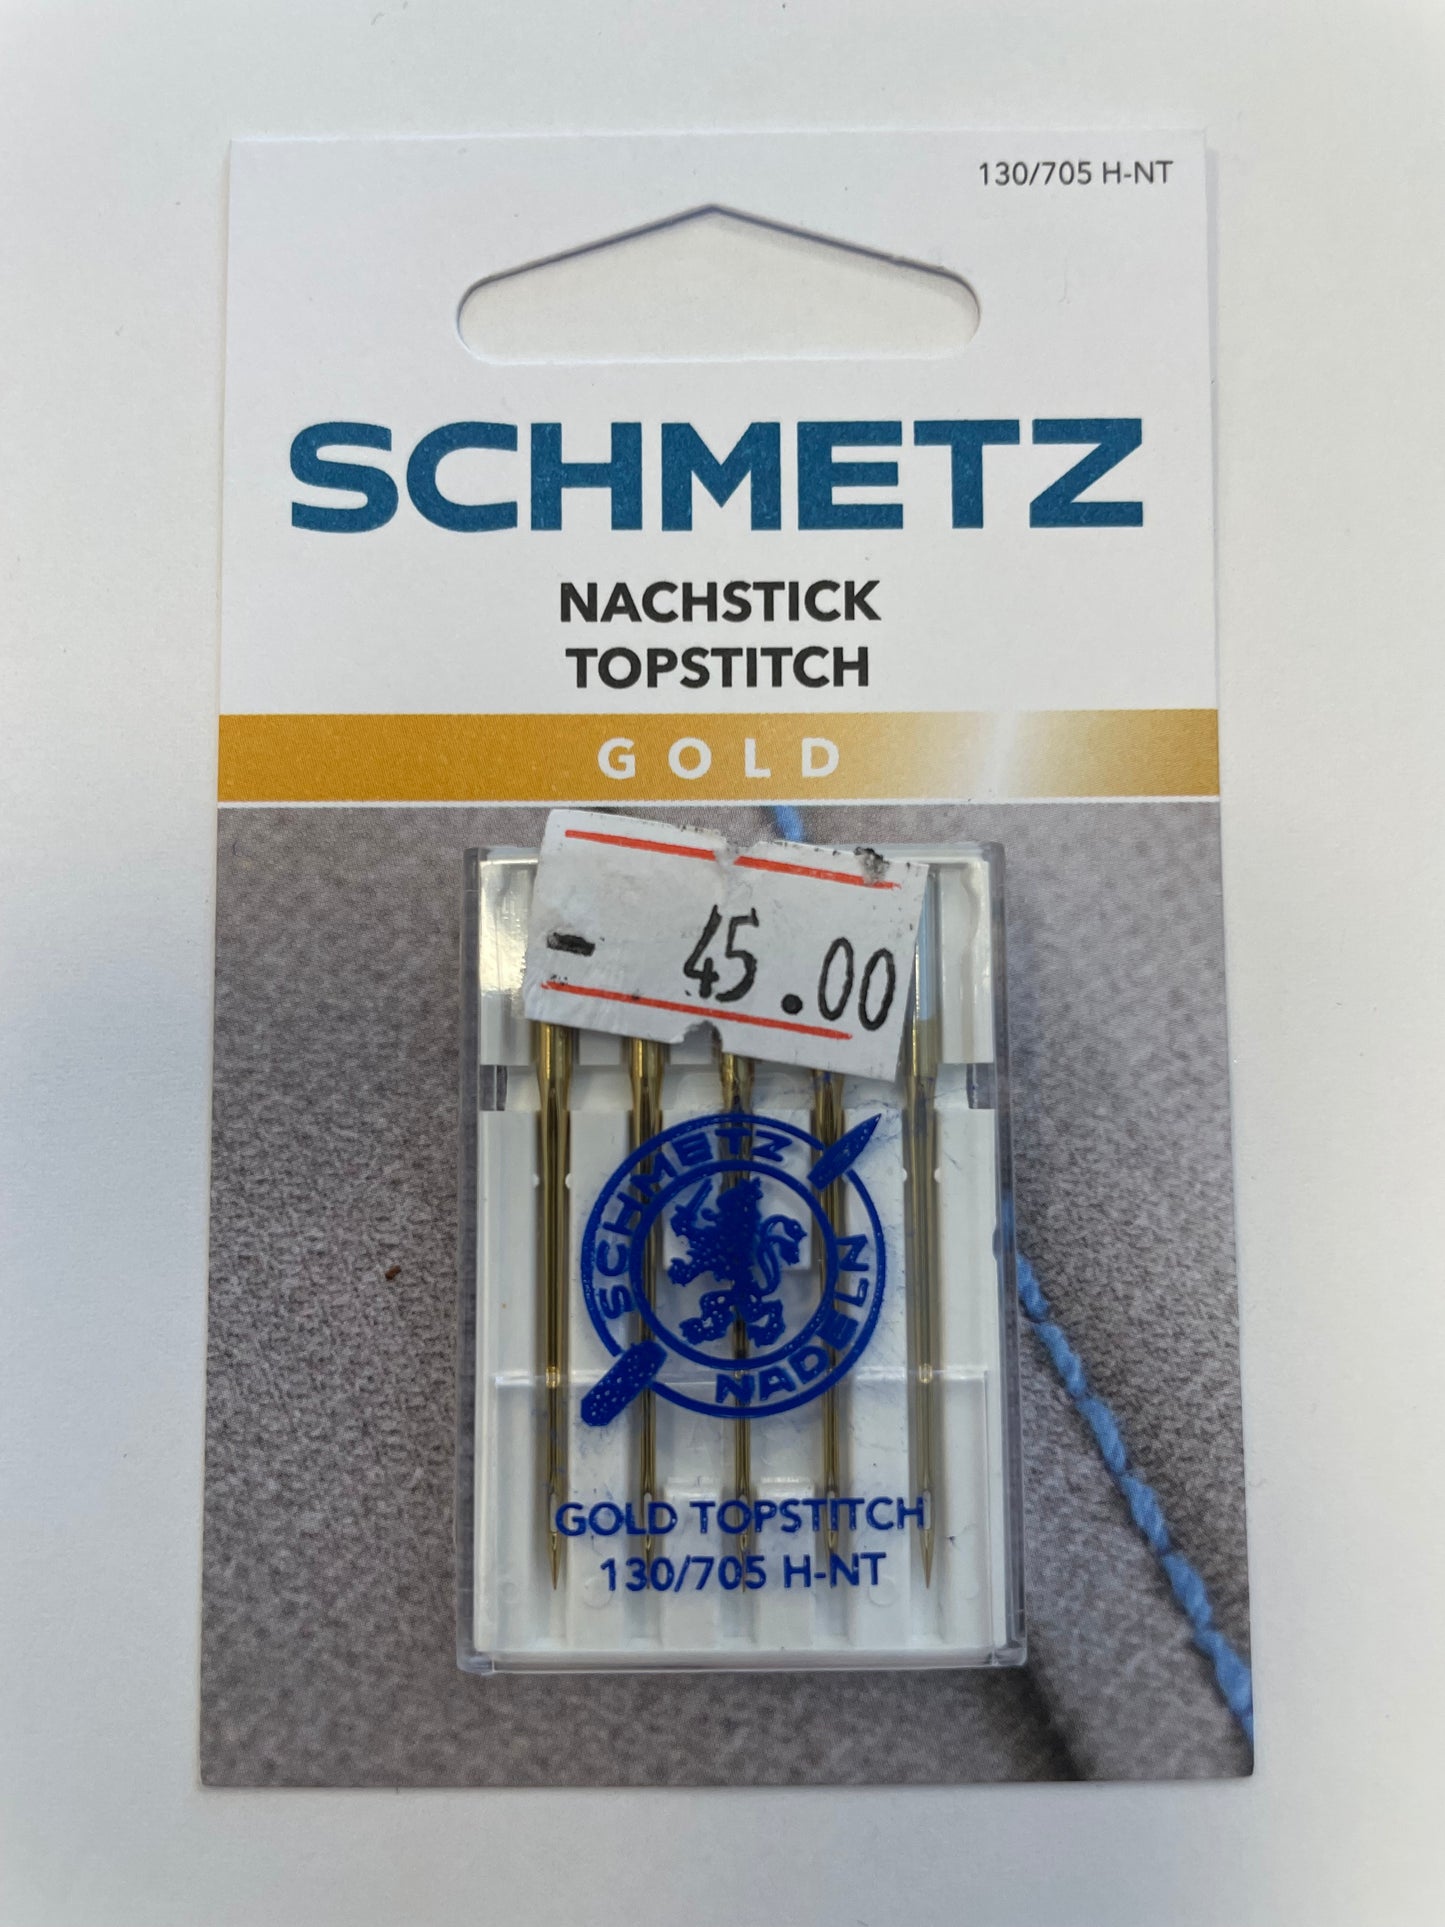 130/705 H-NT
SCHMETZ
NACHSTICK
TOPSTITCH
GOLD
- 45.00
SCHMETZ
NADELN
GOLD TOPSTITCH
130/705 H-NT